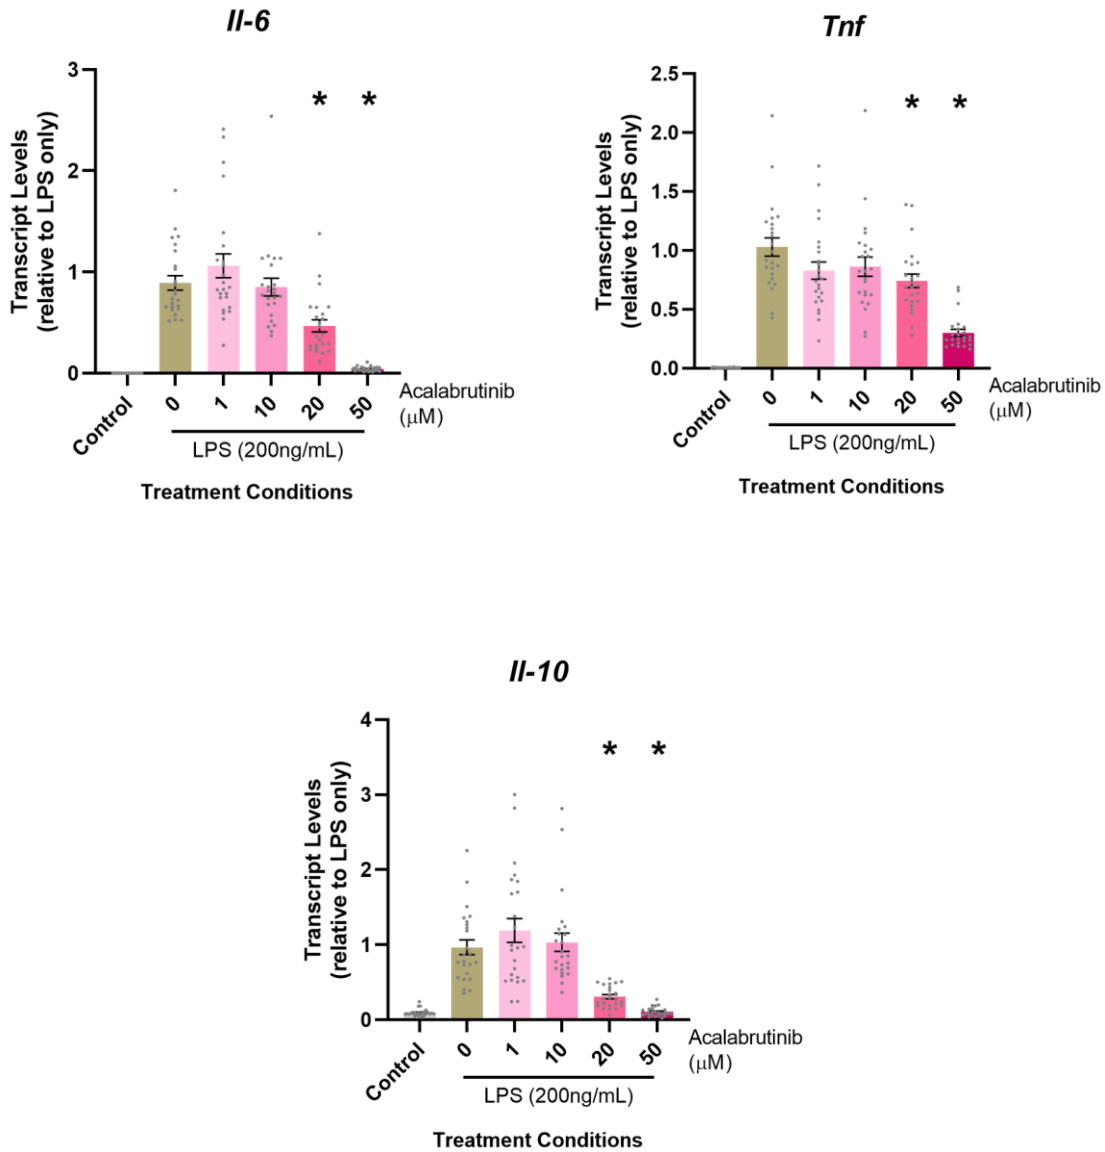 Il-6
3
2
1
0
Transcript Levels
(relative to LPS only)
* *
Control 0 1 10 20 50
Acalabrutinib
(μM)
LPS (200ng/mL)
Treatment Conditions
Tnf
2.5
2.0
1.5
1.0
0.5
0.0
Transcript Levels
(relative to LPS only)
* *
Control 0 1 10 20 50
Acalabrutinib
(μM)
LPS (200ng/mL)
Treatment Conditions
Il-10
4
3
2
1
0
Transcript Levels
(relative to LPS only)
* *
Control 0 1 10 20 50
Acalabrutinib
(μM)
LPS (200ng/mL)
Treatment Conditions